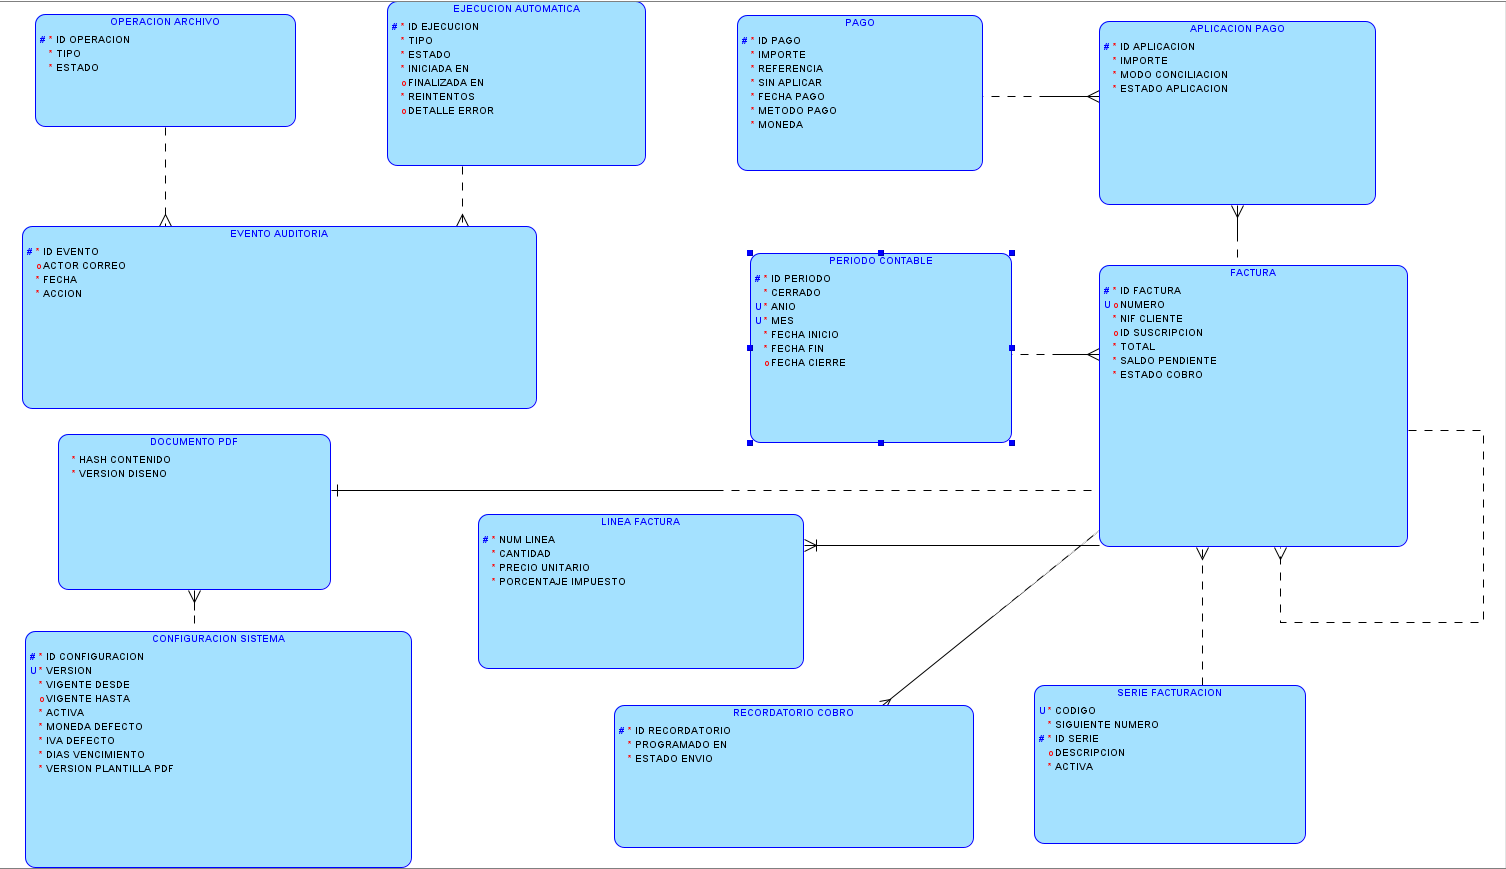 OPERACION ARCHIVO
# * ID OPERACION
* TIPO
* ESTADO
EJECUCION AUTOMATICA
# * ID EJECUCION
* TIPO
* ESTADO
* INICIADA EN
o FINALIZADA EN
* REINTENTOS
o DETALLE ERROR
PAGO
# * ID PAGO
* IMPORTE
* REFERENCIA
* SIN APLICAR
* FECHA PAGO
* METODO PAGO
* MONEDA
APLICACION PAGO
# * ID APLICACION
* IMPORTE
* MODO CONCILIACION
* ESTADO APLICACION
EVENTO AUDITORIA
# * ID EVENTO
o ACTOR CORREO
* FECHA
* ACCION
PERIODO CONTABLE
# * ID PERIODO
* CERRADO
U * ANIO
U * MES
* FECHA INICIO
* FECHA FIN
o FECHA CIERRE
FACTURA
# * ID FACTURA
U o NUMERO
* NIF CLIENTE
o ID SUSCRIPCION
* TOTAL
* SALDO PENDIENTE
* ESTADO COBRO
DOCUMENTO PDF
* HASH CONTENIDO
* VERSION DISENO
LINEA FACTURA
# * NUM LINEA
* CANTIDAD
* PRECIO UNITARIO
* PORCENTAJE IMPUESTO
CONFIGURACION SISTEMA
# * ID CONFIGURACION
U * VERSION
* VIGENTE DESDE
o VIGENTE HASTA
* ACTIVA
* MONEDA DEFECTO
* IVA DEFECTO
* DIAS VENCIMIENTO
* VERSION PLANTILLA PDF
RECORDATORIO COBRO
# * ID RECORDATORIO
* PROGRAMADO EN
* ESTADO ENVIO
SERIE FACTURACION
U * CODIGO
* SIGUIENTE NUMERO
# * ID SERIE
o DESCRIPCION
* ACTIVA